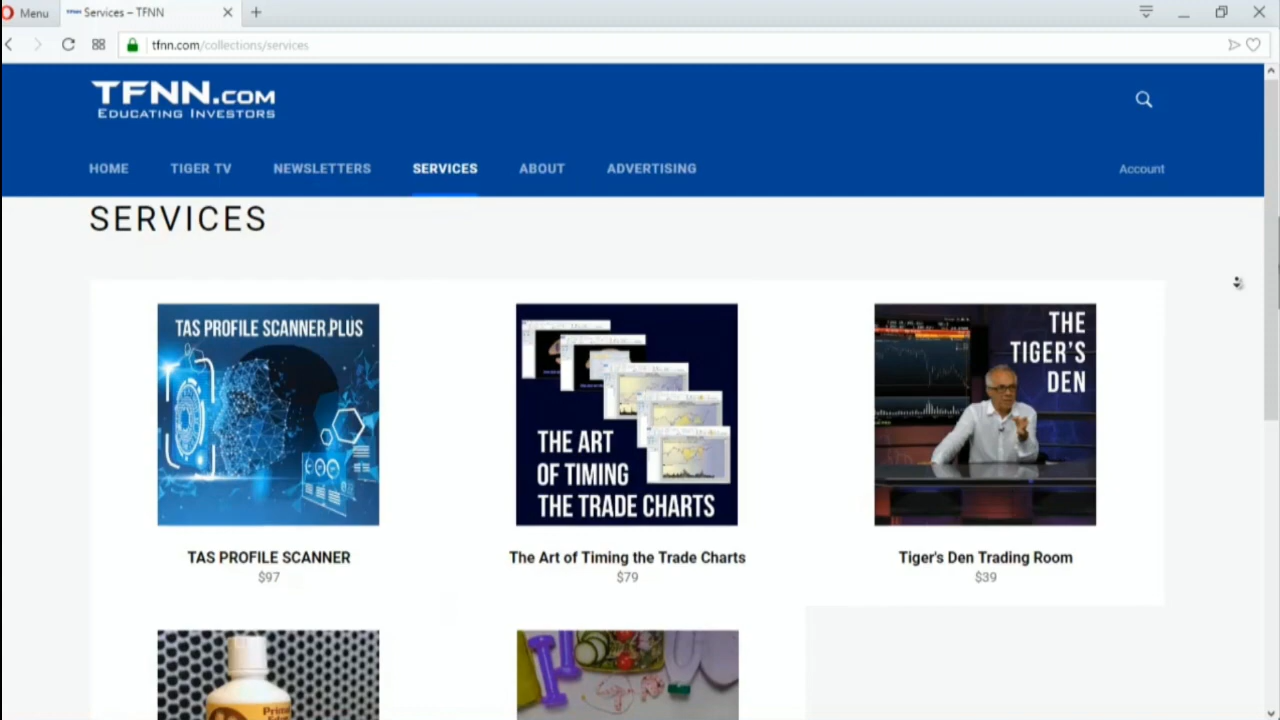 Menu
Services – TFNN
tfnn.com/collections/services
TFNN.COM
EDUCATING INVESTORS
HOME
TIGER TV
NEWSLETTERS
SERVICES
ABOUT
ADVERTISING
Account
SERVICES
TAS PROFILE SCANNER PLUS
THE ART
OF TIMING
THE TRADE CHARTS
THE
TIGER'S
DEN
TAS PROFILE SCANNER
$97
The Art of Timing the Trade Charts
$79
Tiger's Den Trading Room
$39